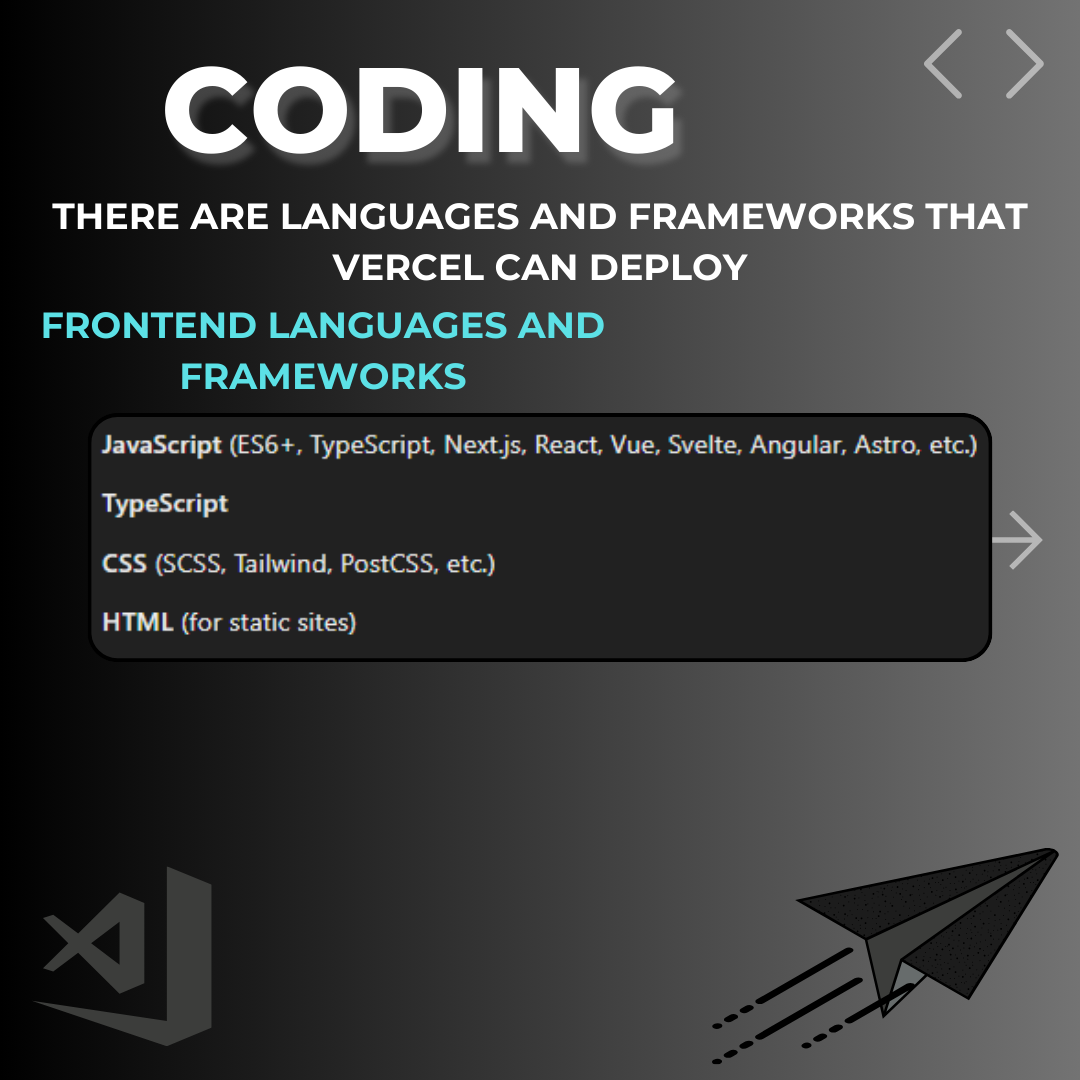 CODING
THERE ARE LANGUAGES AND FRAMEWORKS THAT
VERCEL CAN DEPLOY
FRONTEND LANGUAGES AND
FRAMEWORKS
JavaScript (ES6+, TypeScript, Next.js, React, Vue, Svelte, Angular, Astro, etc.)
TypeScript
CSS (SCSS, Tailwind, PostCSS, etc.)
HTML (for static sites)